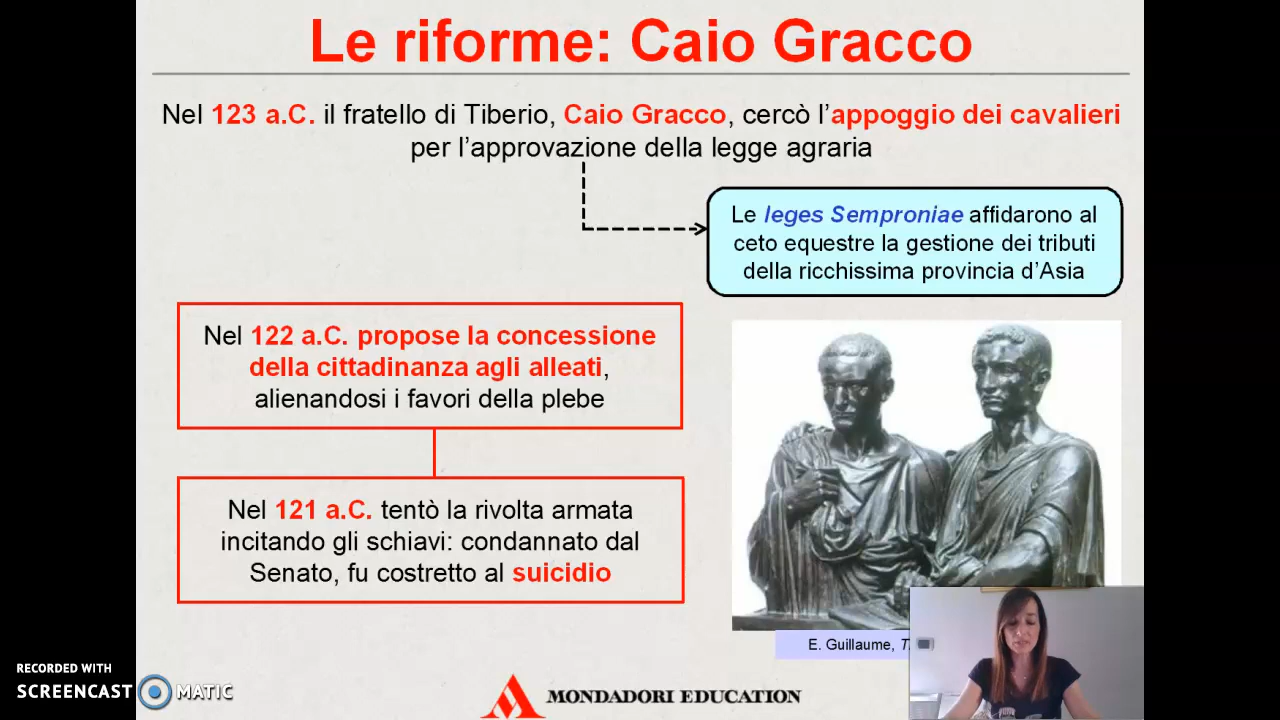 Le riforme: Caio Gracco
Nel 123 a.C. il fratello di Tiberio, Caio Gracco, cercò l’appoggio dei cavalieri
per l’approvazione della legge agraria
Le leges Semproniae affidarono al
ceto equestre la gestione dei tributi
della ricchissima provincia d’Asia
Nel 122 a.C. propose la concessione
della cittadinanza agli alleati,
alienandosi i favori della plebe
Nel 121 a.C. tentò la rivolta armata
incitando gli schiavi: condannato dal
Senato, fu costretto al suicidio
E. Guillaume,
RECORDED WITH
SCREENCAST MATIC
MONDADORI EDUCATION